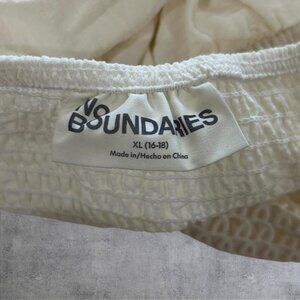 NO
BOUNDARIES
XL (16-18)
Made in/Hecho en China